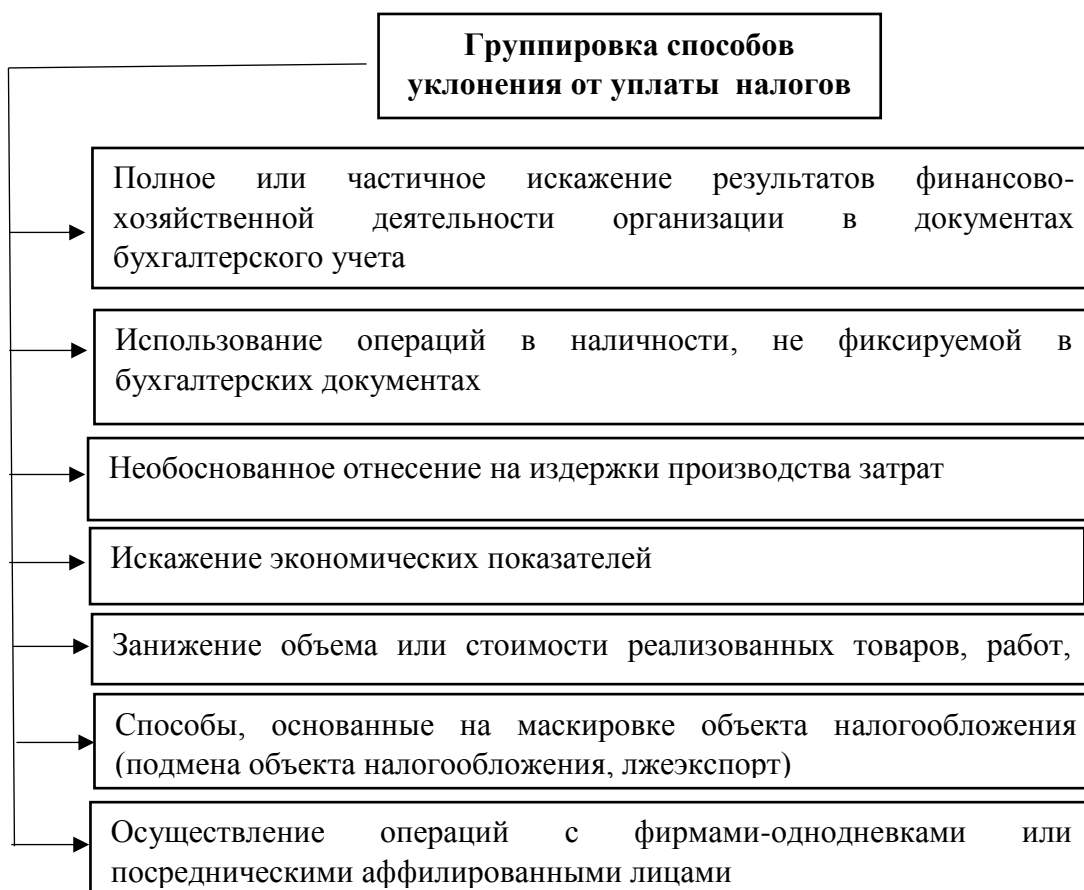 Группировка способов
уклонения от уплаты налогов
Полное или частичное искажение результатов финансово-
хозяйственной деятельности организации в документах
бухгалтерского учета
Использование операций в наличности, не фиксируемой в
бухгалтерских документах
Необоснованное отнесение на издержки производства затрат
Искажение экономических показателей
Занижение объема или стоимости реализованных товаров, работ,
Способы, основанные на маскировке объекта налогообложения
(подмена объекта налогообложения, лжеэкспорт)
Осуществление операций с фирмами-однодневками или
посредническими аффилированными лицами